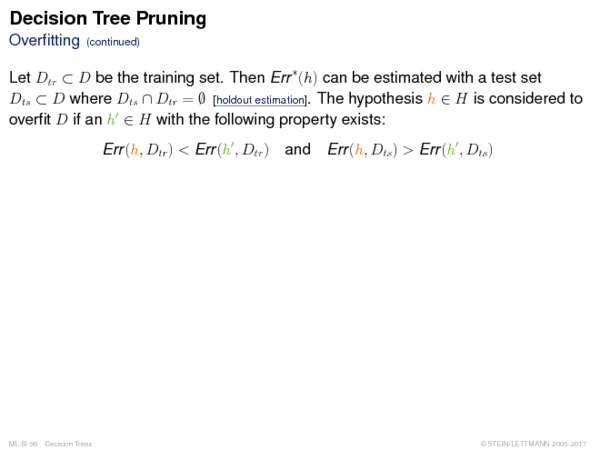 Decision Tree Pruning
Overfitting (continued)
Let D_tr ⊂ D be the training set. Then Err*(h) can be estimated with a test set
D_ts ⊂ D where D_ts ∩ D_tr = ∅ [holdout estimation]. The hypothesis h ∈ H is considered to
overfit D if an h′ ∈ H with the following property exists:
Err(h, D_tr) < Err(h′, D_tr) and Err(h, D_ts) > Err(h′, D_ts)
ML:III-96 Decision Trees
© STEIN/LETTMANN 2005-2017